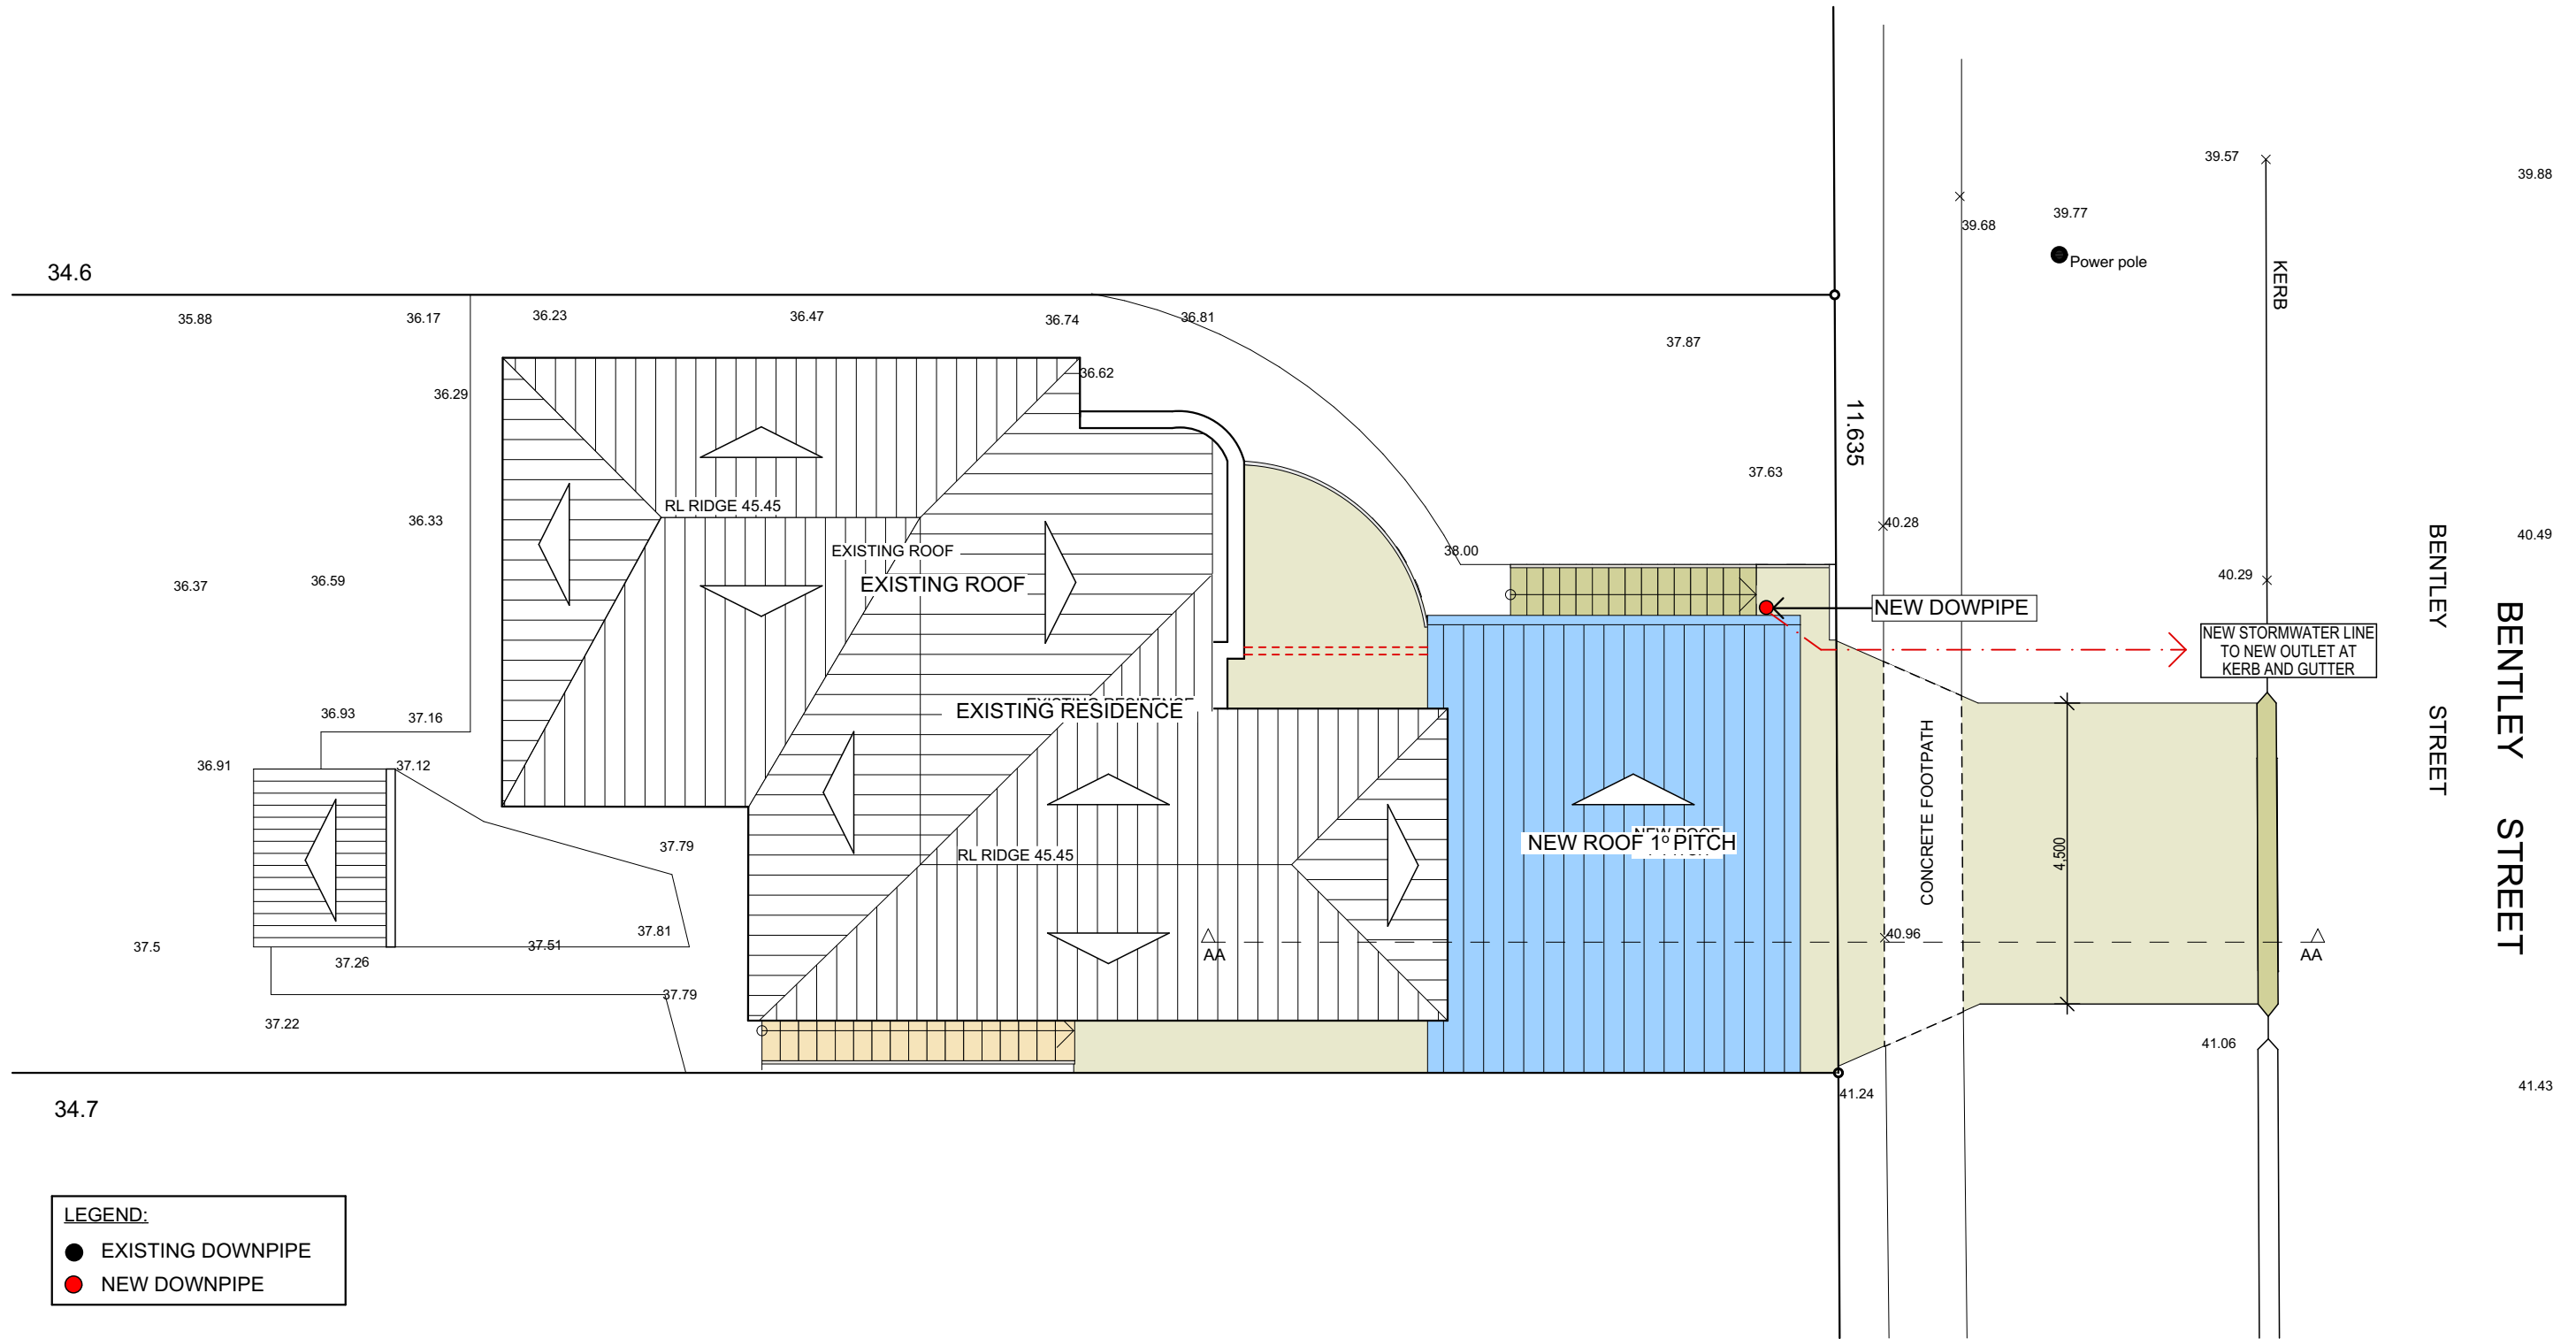 39.57
39.88
39.77
39.68
Power pole
34.6
KERB
35.88
36.17
36.23
36.47
36.74
36.81
37.87
36.62
36.29
11.635
37.63
RL RIDGE 45.45
36.33
40.28
40.49
EXISTING ROOF
38.00
EXISTING ROOF
36.37
36.59
40.29
NEW DOWPIPE
NEW STORMWATER LINE
TO NEW OUTLET AT
KERB AND GUTTER
BENTLEY STREET
BENTLEY STREET
EXISTING RESIDENCE
EXISTING RESIDENCE
36.93
37.16
36.91
37.12
CONCRETE FOOTPATH
37.79
RL RIDGE 45.45
NEW ROOF 1º PITCH
NEW ROOF
4.500
37.5
37.51
37.81
37.26
AA
40.96
AA
37.79
37.22
41.06
41.24
41.43
34.7
LEGEND:
EXISTING DOWNPIPE
NEW DOWNPIPE